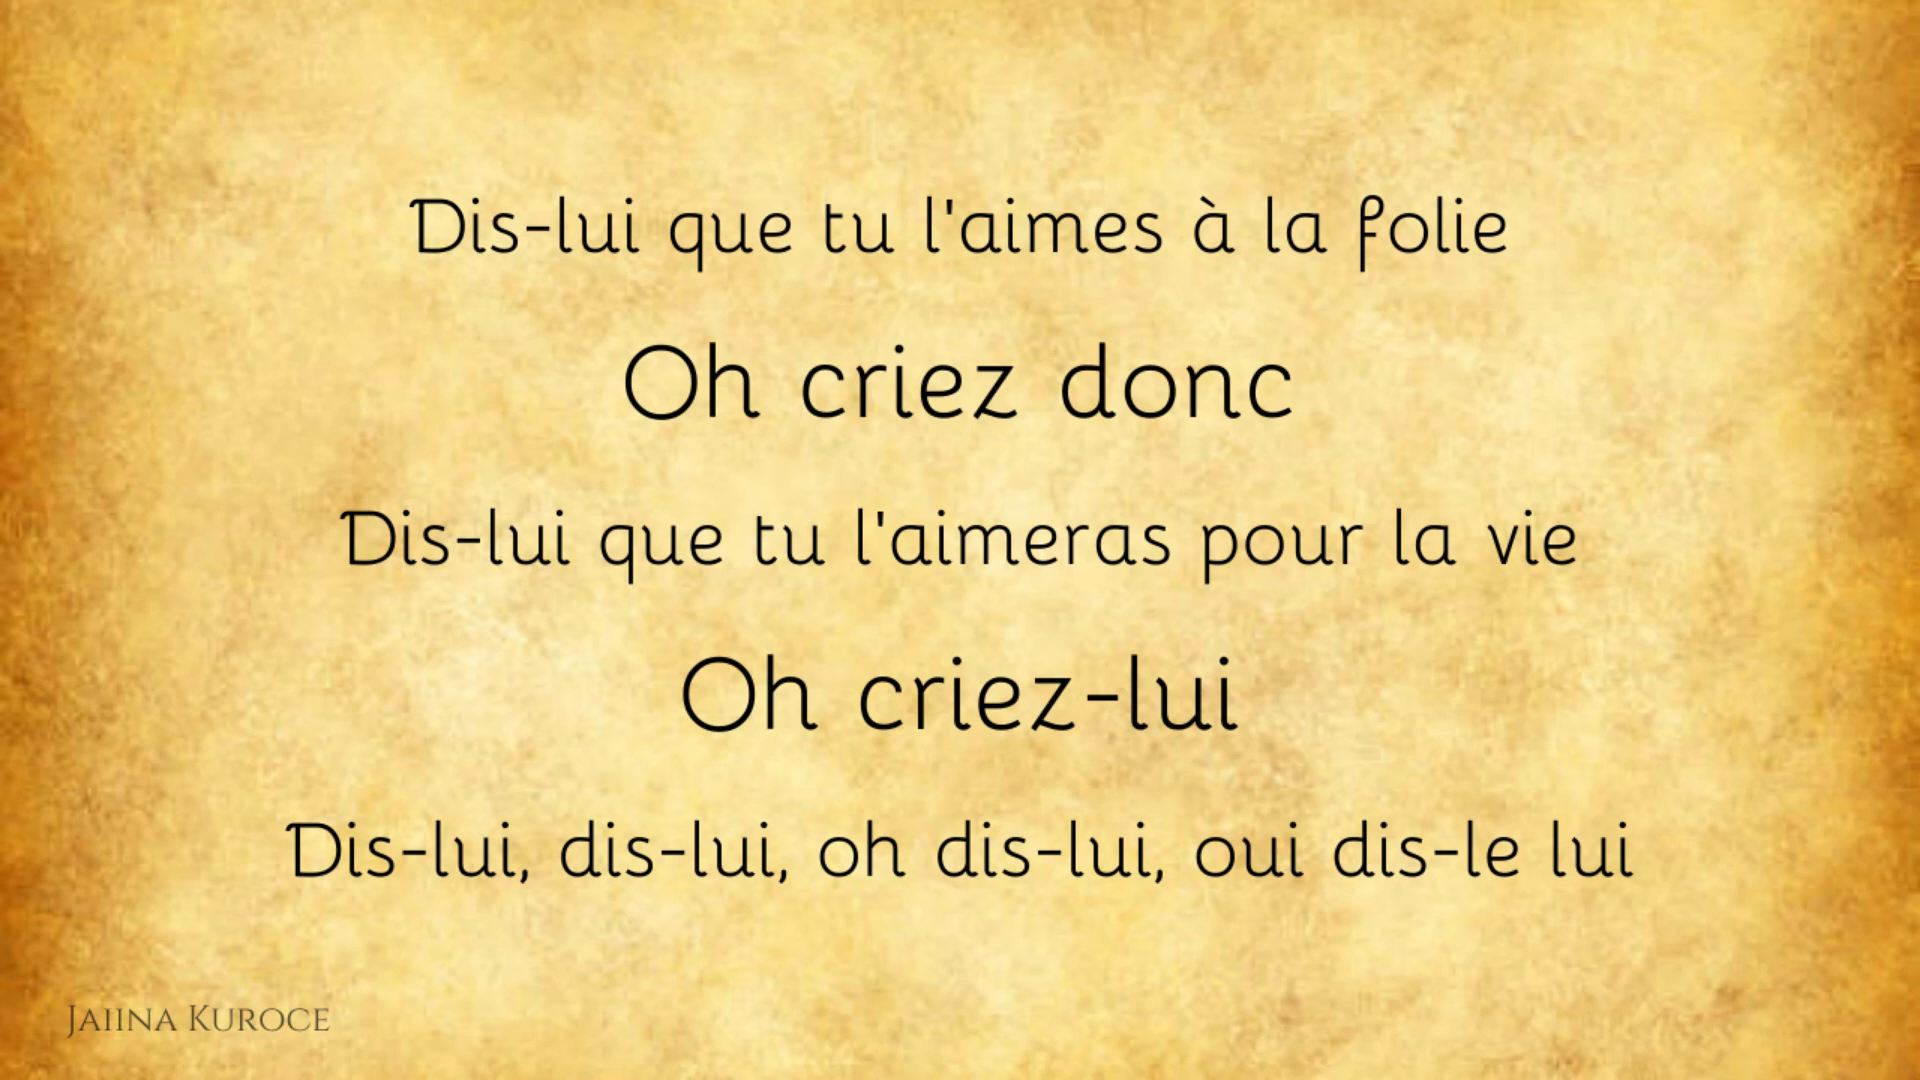 Dis-lui que tu l'aimes à la folie
Oh criez donc
Dis-lui que tu l'aimeras pour la vie
Oh criez-lui
Dis-lui, dis-lui, oh dis-lui, oui dis-le lui
Jaiina Kuroce